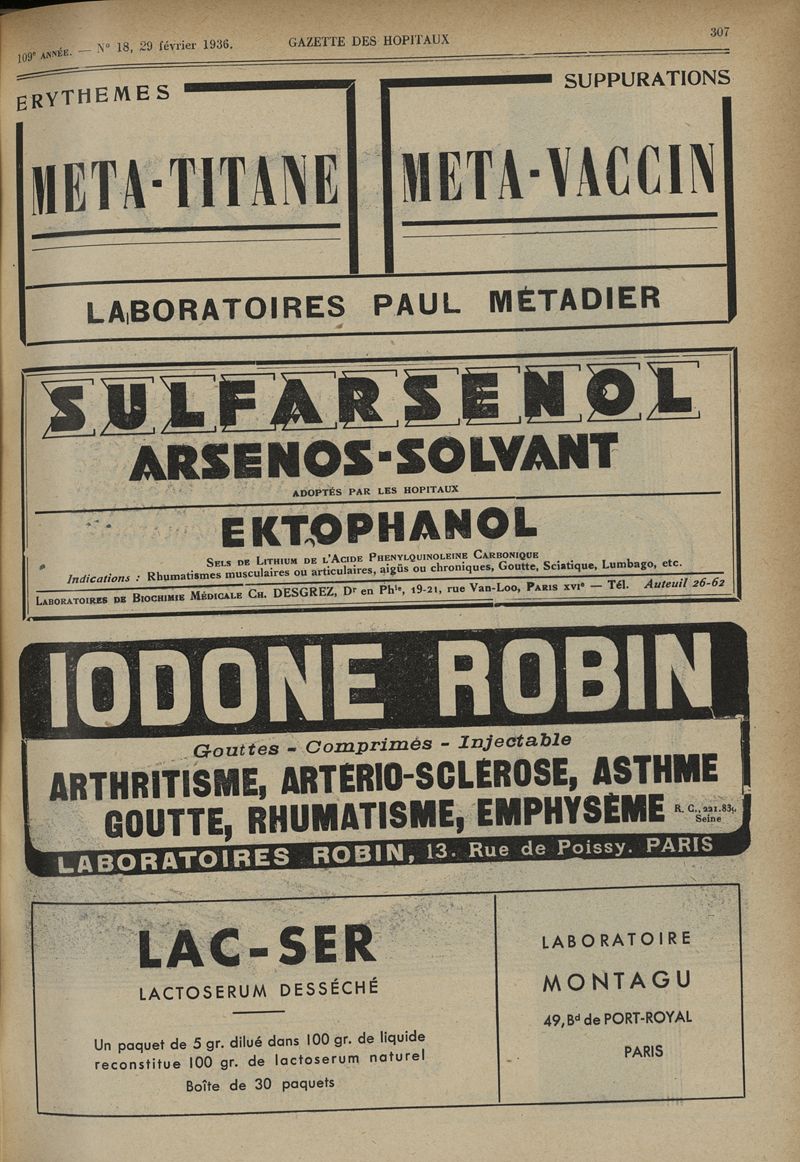 109e ANNÉE. — No 18, 29 février 1936.
GAZETTE DES HOPITAUX
307
ERYTHEMES
META-TITANE
SUPPURATIONS
META-VACCIN
LABORATOIRES PAUL MÉTADIER
SULFARSENOL
ARSENOS-SOLVANT
ADOPTÉS PAR LES HOPITAUX
EKTOPHANOL
SELS DE LITHIUM DE L'ACIDE PHENYLQUINOLEINE CARBONIQUE
Indications : Rhumatismes musculaires ou articulaires, aigûs ou chroniques, Goutte, Sciatique, Lumbago, etc.
LABORATOIRES DE BIOCHIMIE MÉDICALE CH. DESGREZ, Dr en Phie, 19-21, rue Van-Loo, PARIS XVIe — Tél. Auteuil 26-62
IODONE ROBIN
Gouttes - Comprimés - Injectable
ARTHRITISME, ARTÉRIO-SCLÉROSE, ASTHME
GOUTTE, RHUMATISME, EMPHYSÈME
R. C., 221.83
Seine
LABORATOIRES ROBIN, 13. Rue de Poissy. PARIS
LAC-SER
LACTOSERUM DESSÉCHÉ
Un paquet de 5 gr. dilué dans 100 gr. de liquide
reconstitue 100 gr. de lactoserum naturel
Boîte de 30 paquets
LABORATOIRE
MONTAGU
49, Bd de PORT-ROYAL
PARIS